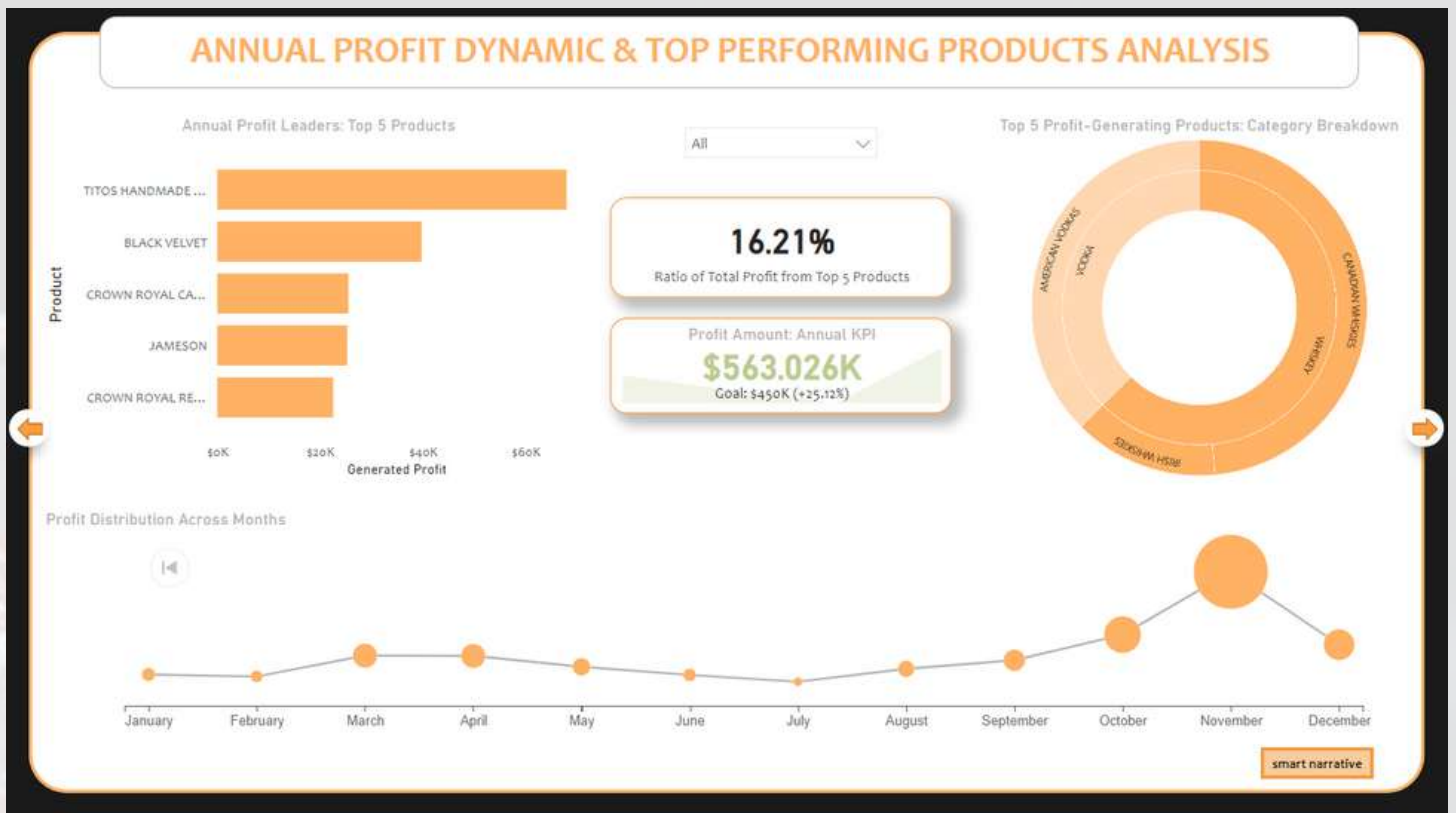 ANNUAL PROFIT DYNAMIC & TOP PERFORMING PRODUCTS ANALYSIS
Annual Profit Leaders: Top 5 Products
Product
TITOS HANDMADE ...
BLACK VELVET
CROWN ROYAL CA...
JAMESON
CROWN ROYAL RE...
$0K $20K $40K $60K
Generated Profit
All
16.21%
Ratio of Total Profit from Top 5 Products
Profit Amount: Annual KPI
$563.026K
Goal: $450K (+25.12%)
Top 5 Profit-Generating Products: Category Breakdown
AMERICAN VODKAS
VODKA
CANADIAN WHISKIES
WHISKEY
IRISH WHISKIES
Profit Distribution Across Months
January February March April May June July August September October November December
smart narrative